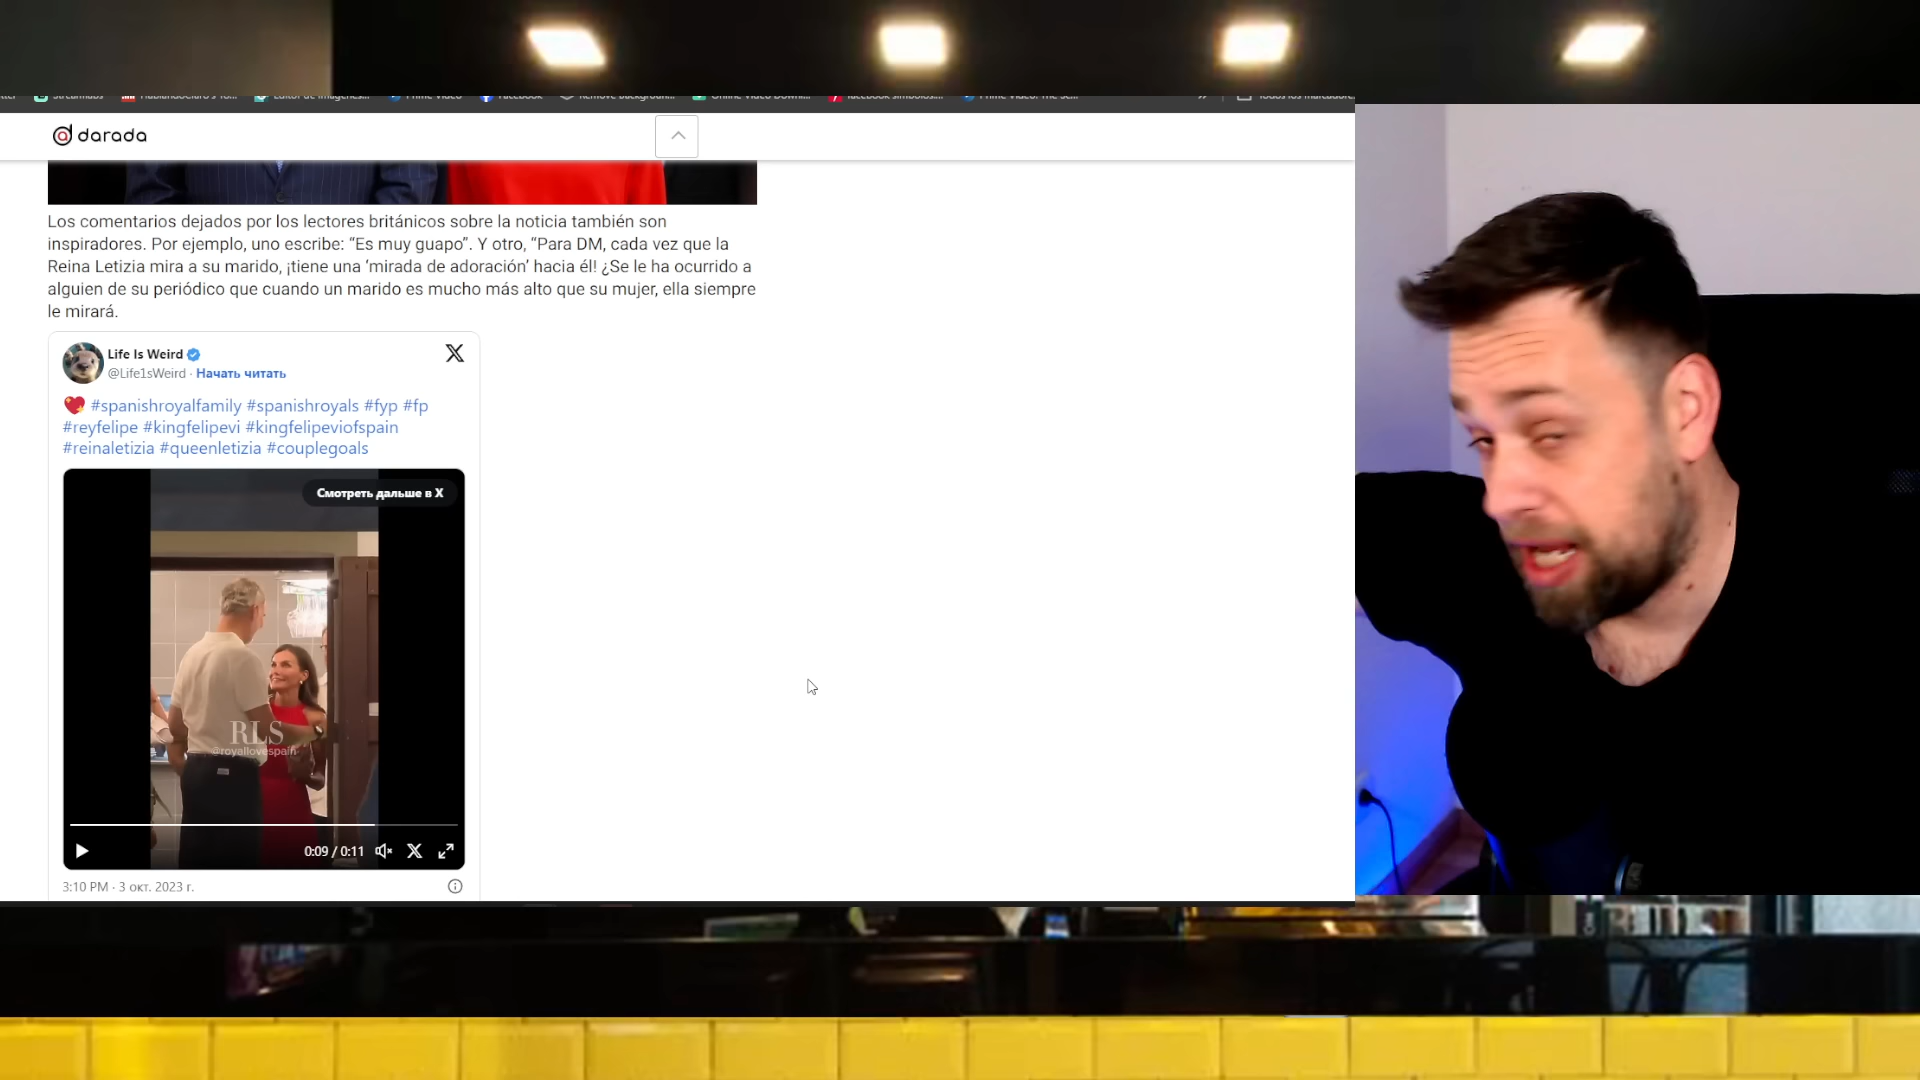 darada
Los comentarios dejados por los lectores británicos sobre la noticia también son
inspiradores. Por ejemplo, uno escribe: “Es muy guapo”. Y otro, “Para DM, cada vez que la
Reina Letizia mira a su marido, ¡tiene una ‘mirada de adoración’ hacia él! ¿Se le ha ocurrido a
alguien de su periódico que cuando un marido es mucho más alto que su mujer, ella siempre
le mirará.
Life Is Weird
@Life1sWeird · Начать читать
#spanishroyalfamily #spanishroyals #fyp #fp
#reyfelipe #kingfelipevi #kingfelipeviofspain
#reinaletizia #queenletizia #couplegoals
Смотреть дальше в X
RLS
@royallovespain
0:09 / 0:11
3:10 PM · 3 окт. 2023 г.